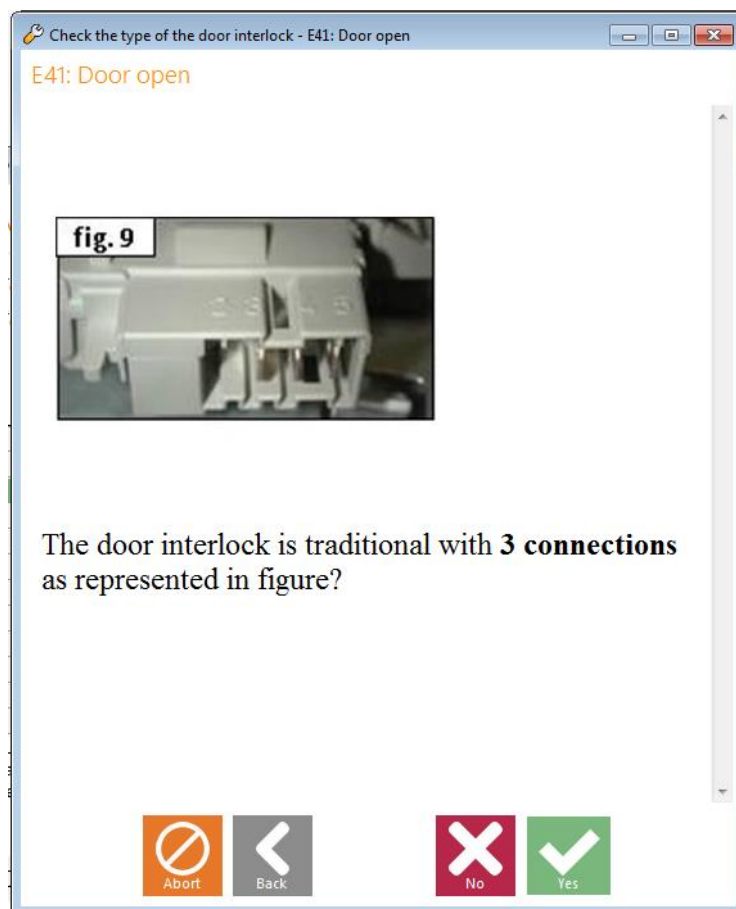 Check the type of the door interlock - E41: Door open
E41: Door open
fig. 9
The door interlock is traditional with 3 connections
as represented in figure?
Abort
Back
No
Yes